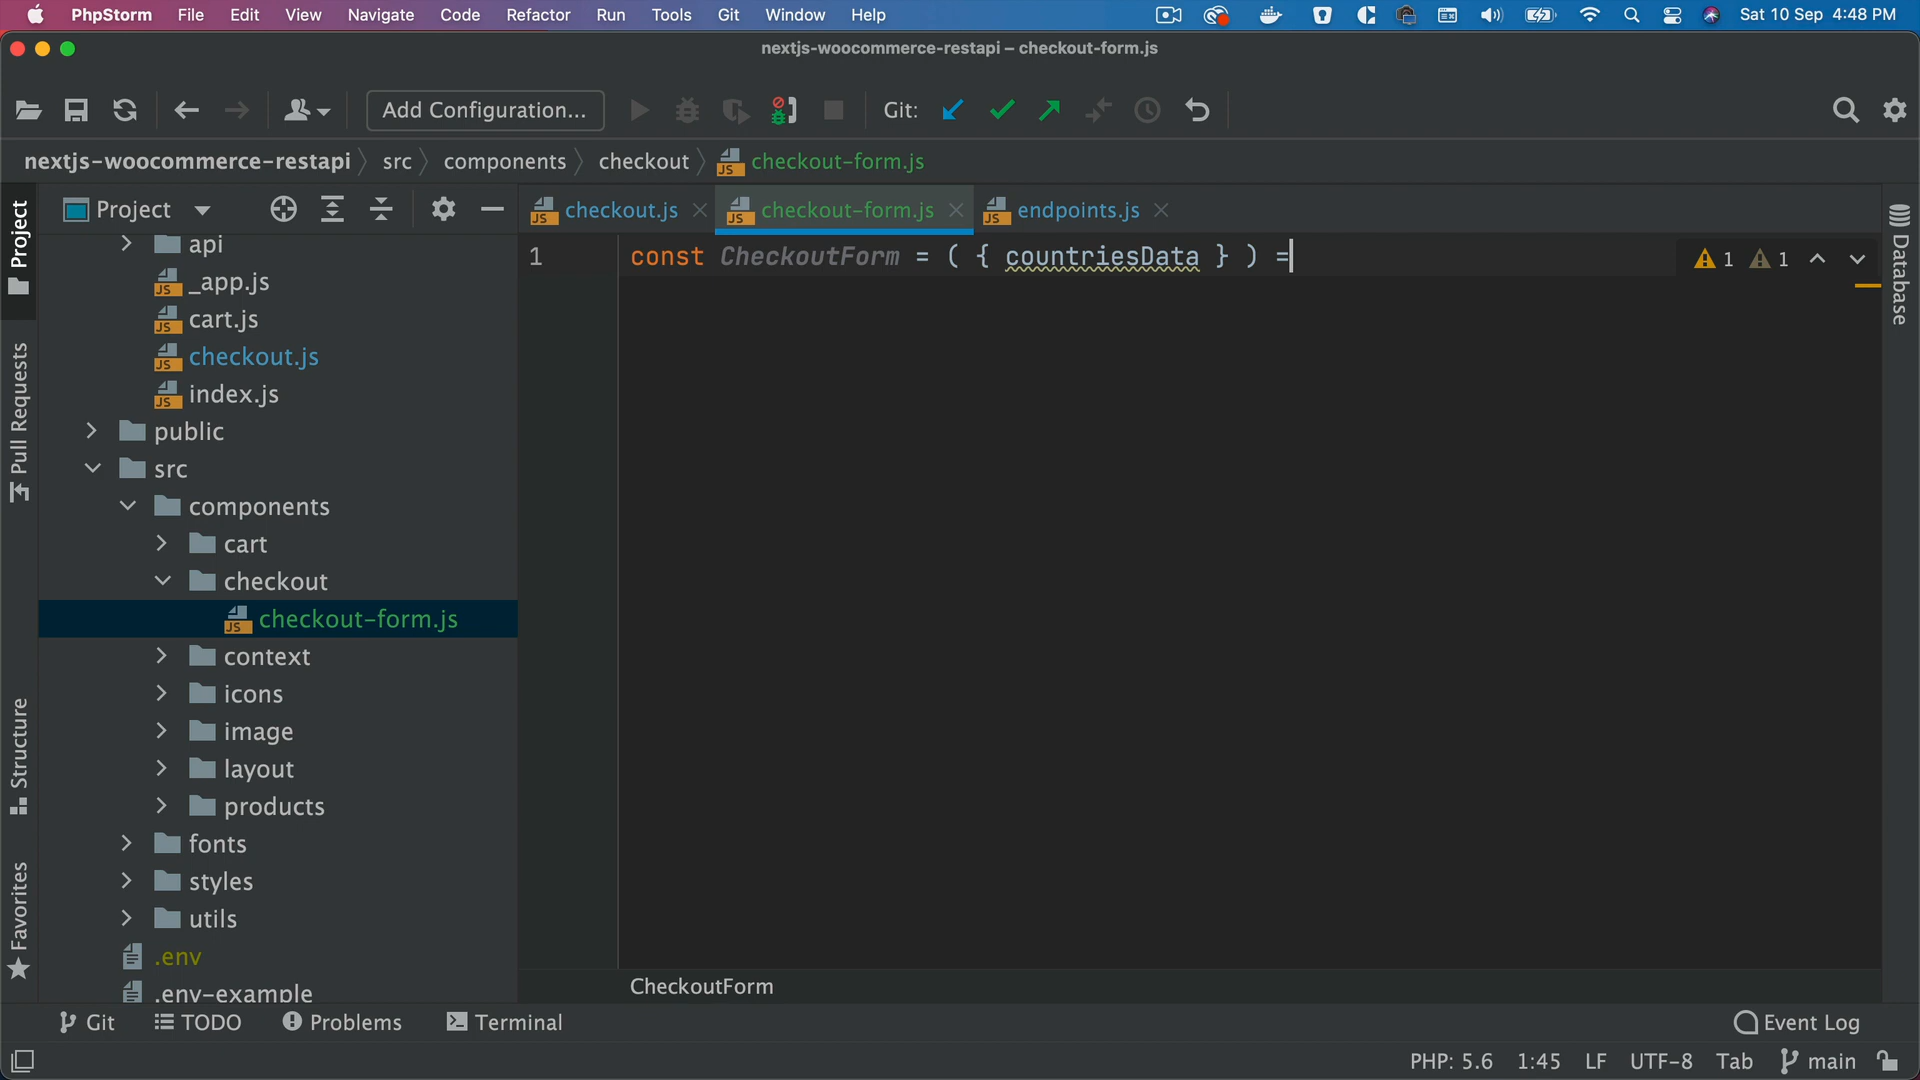 PhpStorm File Edit View Navigate Code Refactor Run Tools Git Window Help Sat 10 Sep 4:48 PM
nextjs-woocommerce-restapi – checkout-form.js
Add Configuration... Git:
nextjs-woocommerce-restapi src components checkout checkout-form.js
Project checkout.js checkout-form.js endpoints.js
1 const CheckoutForm = ( { countriesData } ) =
1 1
api
_app.js
cart.js
checkout.js
index.js
public
src
components
cart
checkout
checkout-form.js
context
icons
image
layout
products
fonts
styles
utils
.env
.env-example
Project
Pull Requests
Structure
Favorites
Database
CheckoutForm
Git TODO Problems Terminal Event Log
PHP: 5.6 1:45 LF UTF-8 Tab main